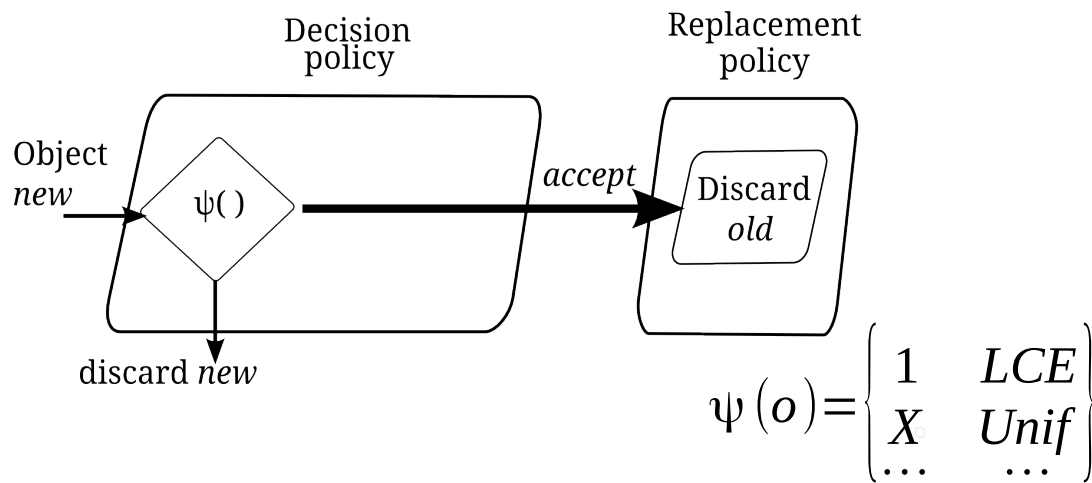 Decision
policy
Replacement
policy
Object
new
ψ( )
accept
Discard
old
discard new
ψ(o)={1 LCE
X Unif
... ...}